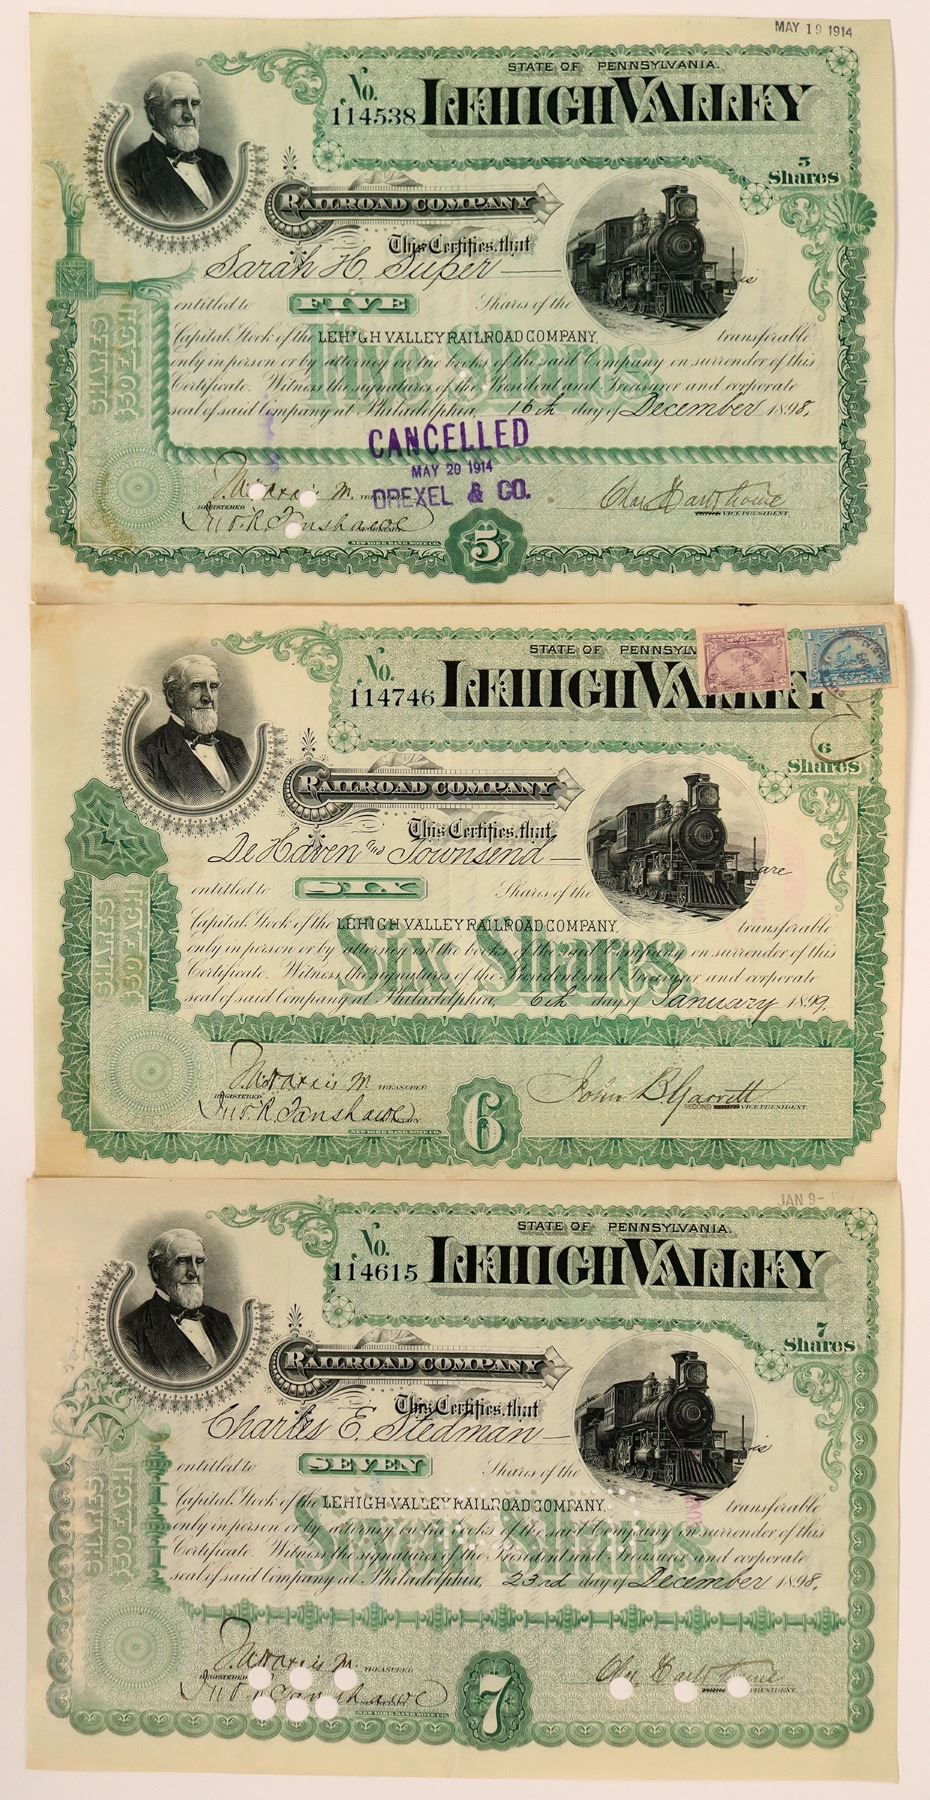 MAY 19 1914
STATE OF PENNSYLVANIA.
No. 114538 LEHIGH VALLEY
5 Shares
RAILROAD COMPANY
This Certifies, that
Sarah H. Super is
entitled to FIVE Shares of the
Five Shares
SHARES $50 EACH
Capital Stock of the LEHIGH VALLEY RAILROAD COMPANY, transferable
only in person or by attorney on the books of the said Company on surrender of this
Certificate. Witness the signatures of the President and Treasurer and corporate
seal of said Company at Philadelphia, 16th day of December 1898.
CANCELLED
MAY 20 1914
DREXEL & CO.
TREASURER
REGISTERED
VICE PRESIDENT
NEW YORK BANK NOTE CO.
5
STATE OF PENNSYLV
No. 114746 LEHIGH VALLEY
6 Shares
RAILROAD COMPANY
This Certifies, that
De Haven and Townsend are
entitled to SIX Shares of the
Six Shares
SHARES $50 EACH
Capital Stock of the LEHIGH VALLEY RAILROAD COMPANY, transferable
only in person or by attorney on the books of the said Company on surrender of this
Certificate. Witness the signatures of the President and Treasurer and corporate
seal of said Company at Philadelphia, 6th day of January 1899.
TREASURER
REGISTERED
John B Garrett
SECOND VICE PRESIDENT
NEW YORK BANK NOTE CO.
6
JAN 9-
STATE OF PENNSYLVANIA.
No. 114615 LEHIGH VALLEY
7 Shares
RAILROAD COMPANY
This Certifies, that
Charles E. Stedman is
entitled to SEVEN Shares of the
Seven Shares
SHARES $50 EACH
Capital Stock of the LEHIGH VALLEY RAILROAD COMPANY, transferable
only in person or by attorney on the books of the said Company on surrender of this
Certificate. Witness the signatures of the President and Treasurer and corporate
seal of said Company at Philadelphia, 23rd day of December 1898.
TREASURER
REGISTERED
PRESIDENT
NEW YORK BANK NOTE CO.
7